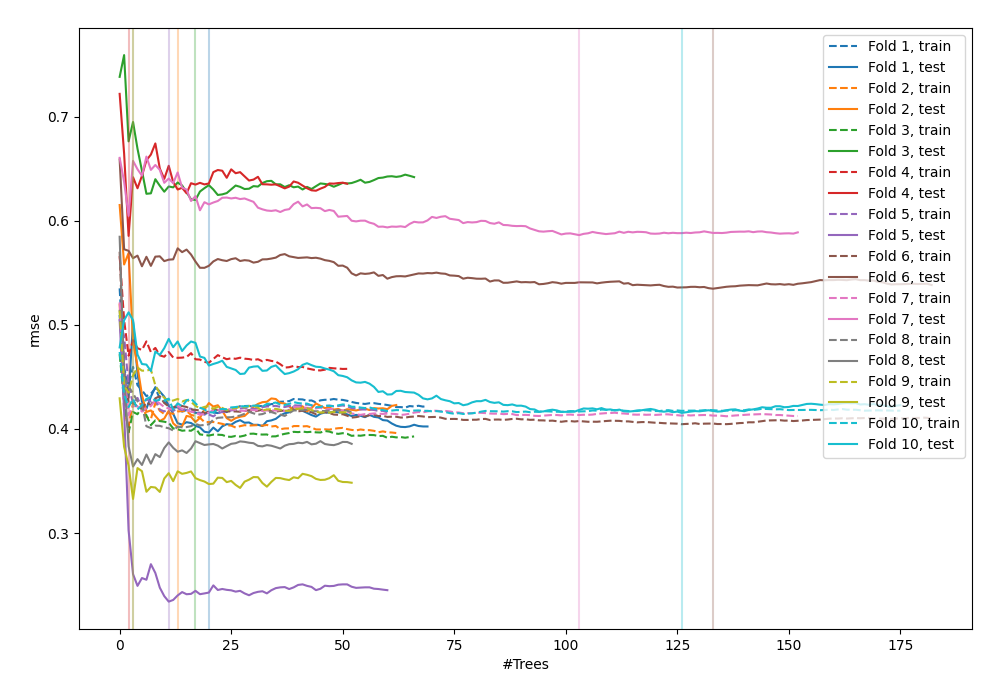 0.7
0.6
0.5
0.4
0.3
rmse
0
25
50
75
100
125
150
175
#Trees
Fold 1, train
Fold 1, test
Fold 2, train
Fold 2, test
Fold 3, train
Fold 3, test
Fold 4, train
Fold 4, test
Fold 5, train
Fold 5, test
Fold 6, train
Fold 6, test
Fold 7, train
Fold 7, test
Fold 8, train
Fold 8, test
Fold 9, train
Fold 9, test
Fold 10, train
Fold 10, test